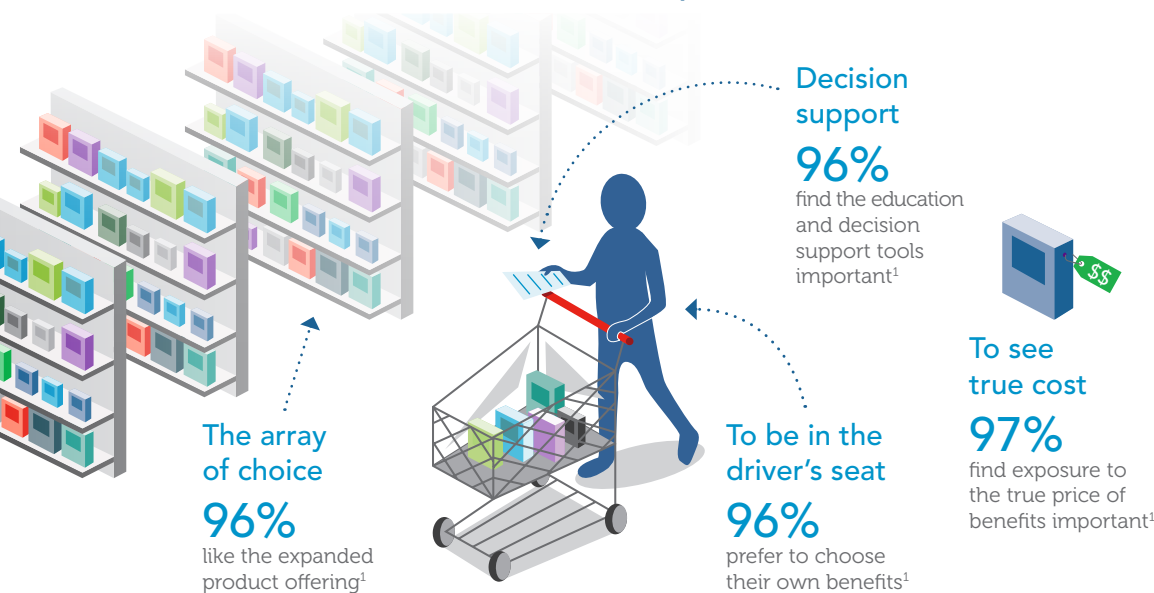 Decision
support
96%
find the education
and decision
support tools
important¹
$$
To see
true cost
97%
find exposure to
the true price of
benefits important¹
The array
of choice
96%
like the expanded
product offering¹
To be in the
driver’s seat
96%
prefer to choose
their own benefits¹